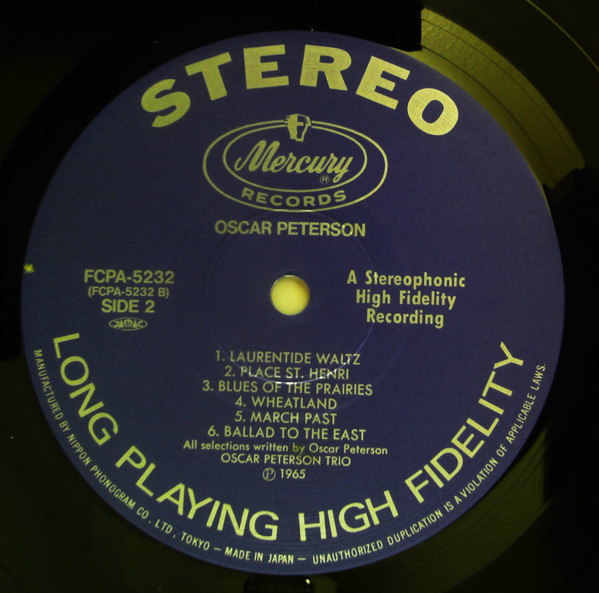 STEREO
Mercury
®
RECORDS
OSCAR PETERSON
FCPA-5232
(FCPA-5232 B)
SIDE 2
JASRAC
A Stereophonic
High Fidelity
Recording
1. LAURENTIDE WALTZ
2. PLACE ST. HENRI
3. BLUES OF THE PRAIRIES
4. WHEATLAND
5. MARCH PAST
6. BALLAD TO THE EAST
All selections written by Oscar Peterson
OSCAR PETERSON TRIO
Ⓟ 1965
LONG PLAYING HIGH FIDELITY
MANUFACTURED BY NIPPON PHONOGRAM CO., LTD., TOKYO — MADE IN JAPAN — UNAUTHORIZED DUPLICATION IS A VIOLATION OF APPLICABLE LAWS.